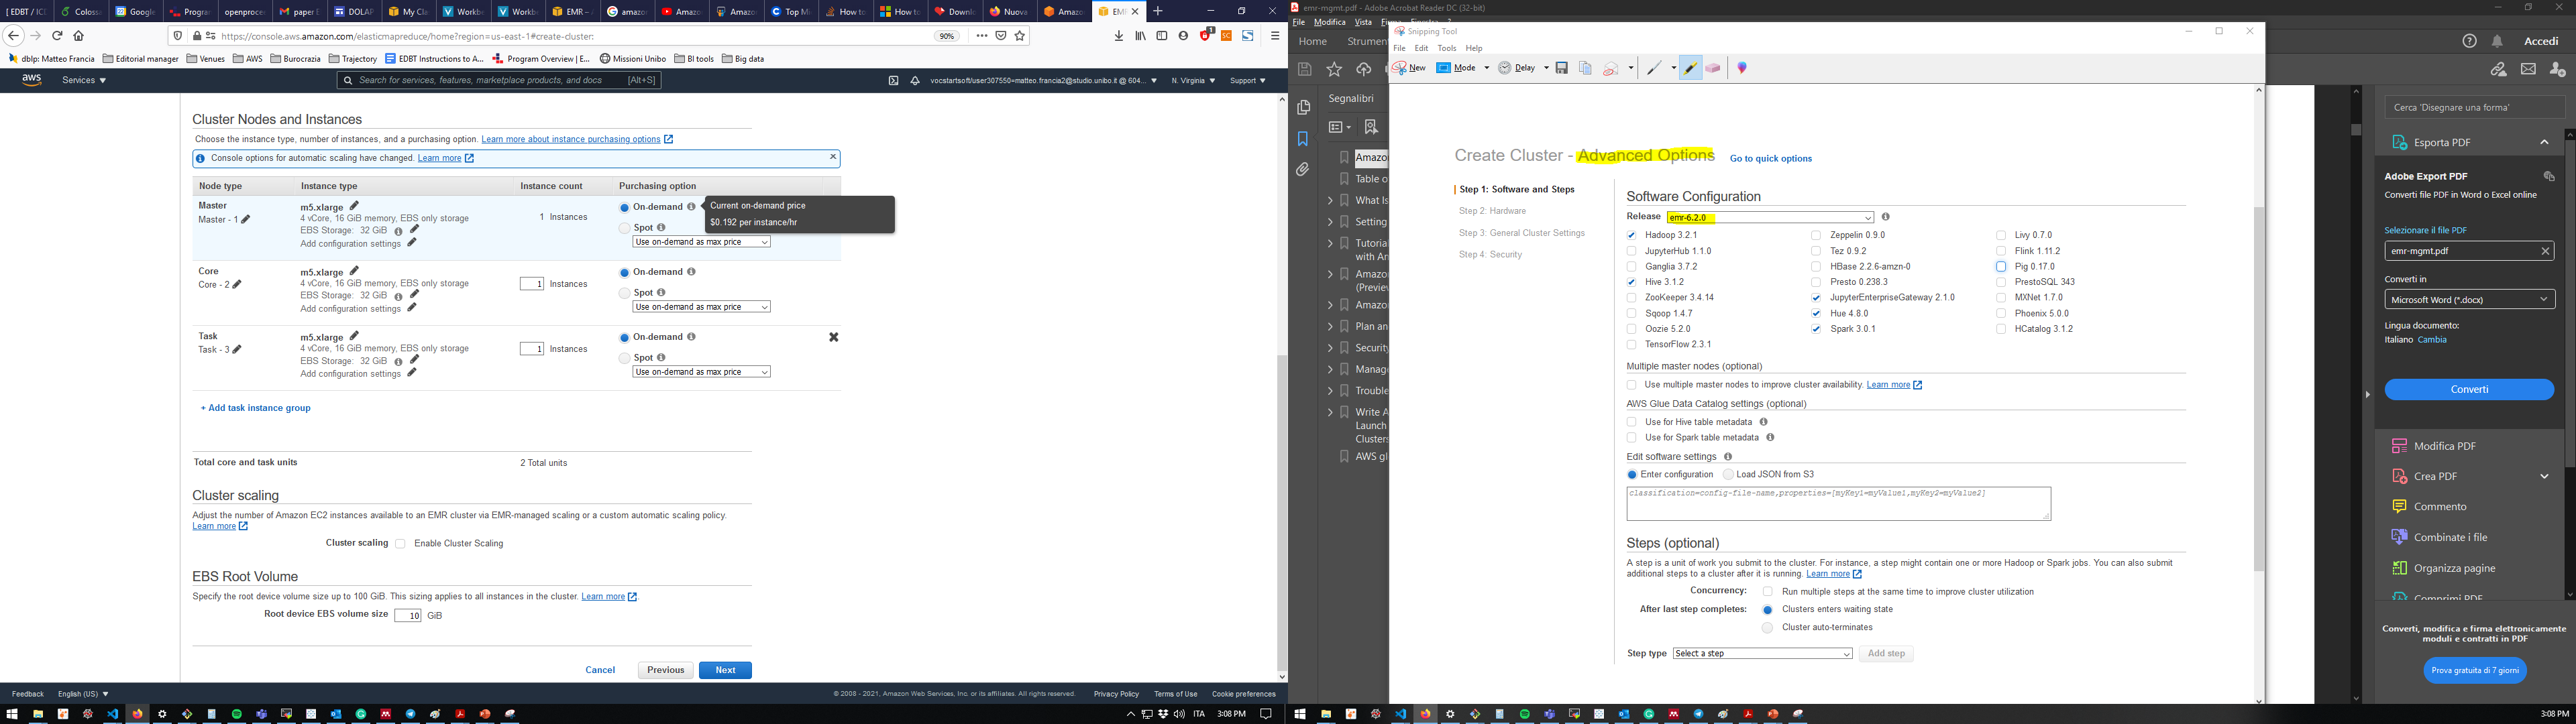 [ EDBT / ICD
Colosse
Google
Program
openprocee
paper E
DOLAP
My Clas
Workbe
Workbe
EMR – A
amazon
Amazon
Amazon
Top Mi
How to
How to
Downlo
Nuova
Amazon
EMR
https://console.aws.amazon.com/elasticmapreduce/home?region=us-east-1#create-cluster:
90%
dblp: Matteo Francia
Editorial manager
Venues
AWS
Burocrazia
Trajectory
EDBT Instructions to A...
Program Overview | E...
Missioni Unibo
BI tools
Big data
aws
Services
Search for services, features, marketplace products, and docs
[Alt+S]
vocstartsoft/user307550=matteo.francia2@studio.unibo.it @ 604...
N. Virginia
Support
Cluster Nodes and Instances
Choose the instance type, number of instances, and a purchasing option. Learn more about instance purchasing options
Console options for automatic scaling have changed. Learn more
Node type
Instance type
Instance count
Purchasing option
Master
Master - 1
m5.xlarge
4 vCore, 16 GiB memory, EBS only storage
EBS Storage: 32 GiB
Add configuration settings
1 Instances
On-demand
Current on-demand price
$0.192 per instance/hr
Spot
Use on-demand as max price
Core
Core - 2
m5.xlarge
4 vCore, 16 GiB memory, EBS only storage
EBS Storage: 32 GiB
Add configuration settings
1 Instances
On-demand
Spot
Use on-demand as max price
Task
Task - 3
m5.xlarge
4 vCore, 16 GiB memory, EBS only storage
EBS Storage: 32 GiB
Add configuration settings
1 Instances
On-demand
Spot
Use on-demand as max price
+ Add task instance group
Total core and task units
2 Total units
Cluster scaling
Adjust the number of Amazon EC2 instances available to an EMR cluster via EMR-managed scaling or a custom automatic scaling policy.
Learn more
Cluster scaling
Enable Cluster Scaling
EBS Root Volume
Specify the root device volume size up to 100 GiB. This sizing applies to all instances in the cluster. Learn more
Root device EBS volume size
10 GiB
Cancel
Previous
Next
Feedback
English (US)
© 2008 - 2021, Amazon Web Services, Inc. or its affiliates. All rights reserved.
Privacy Policy
Terms of Use
Cookie preferences
ITA
3:08 PM
emr-mgmt.pdf - Adobe Acrobat Reader DC (32-bit)
File
Modifica
Vista
Firma
Finestra
?
Home
Strument
Accedi
Segnalibri
Amazon
Table o
What Is
Setting
Tutorial
with An
Amazon
(Preview
Amazon
Plan an
Security
Manage
Trouble
Write A
Launch
Clusters
AWS gl
Snipping Tool
File
Edit
Tools
Help
New
Mode
Delay
Create Cluster - Advanced Options
Go to quick options
Step 1: Software and Steps
Step 2: Hardware
Step 3: General Cluster Settings
Step 4: Security
Software Configuration
Release
emr-6.2.0
Hadoop 3.2.1
Zeppelin 0.9.0
Livy 0.7.0
JupyterHub 1.1.0
Tez 0.9.2
Flink 1.11.2
Ganglia 3.7.2
HBase 2.2.6-amzn-0
Pig 0.17.0
Hive 3.1.2
Presto 0.238.3
PrestoSQL 343
ZooKeeper 3.4.14
JupyterEnterpriseGateway 2.1.0
MXNet 1.7.0
Sqoop 1.4.7
Hue 4.8.0
Phoenix 5.0.0
Oozie 5.2.0
Spark 3.0.1
HCatalog 3.1.2
TensorFlow 2.3.1
Multiple master nodes (optional)
Use multiple master nodes to improve cluster availability. Learn more
AWS Glue Data Catalog settings (optional)
Use for Hive table metadata
Use for Spark table metadata
Edit software settings
Enter configuration
Load JSON from S3
classification=config-file-name,properties=[myKey1=myValue1,myKey2=myValue2]
Steps (optional)
A step is a unit of work you submit to the cluster. For instance, a step might contain one or more Hadoop or Spark jobs. You can also submit
additional steps to a cluster after it is running. Learn more
Concurrency:
Run multiple steps at the same time to improve cluster utilization
After last step completes:
Clusters enters waiting state
Cluster auto-terminates
Step type
Select a step
Add step
Cerca 'Disegnare una forma'
Esporta PDF
Adobe Export PDF
Converti file PDF in Word o Excel online
Selezionare il file PDF
emr-mgmt.pdf
Converti in
Microsoft Word (*.docx)
Lingua documento:
Italiano Cambia
Converti
Modifica PDF
Crea PDF
Commento
Combinate i file
Organizza pagine
Comprimi PDF
Converti, modifica e firma elettronicamente
moduli e contratti in PDF
Prova gratuita di 7 giorni
3:08 PM